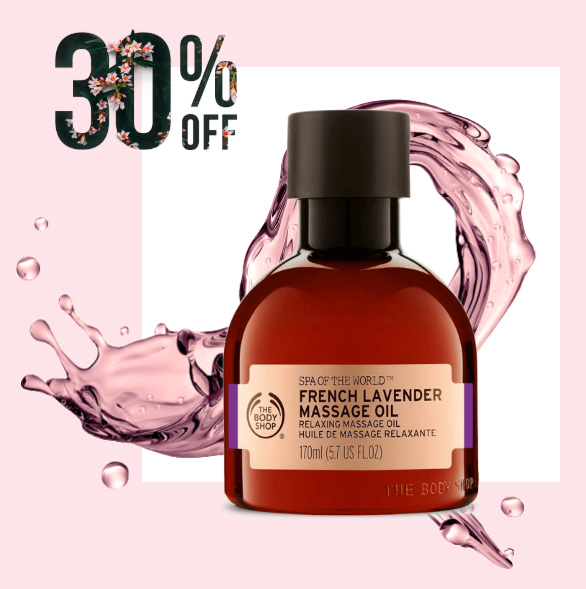 30%
OFF
SPA OF THE WORLD™
FRENCH LAVENDER
MASSAGE OIL
RELAXING MASSAGE OIL
HUILE DE MASSAGE RELAXANTE
170ml (5.7 US FL.OZ)
THE
BODY
SHOP®
THE BODY SHOP